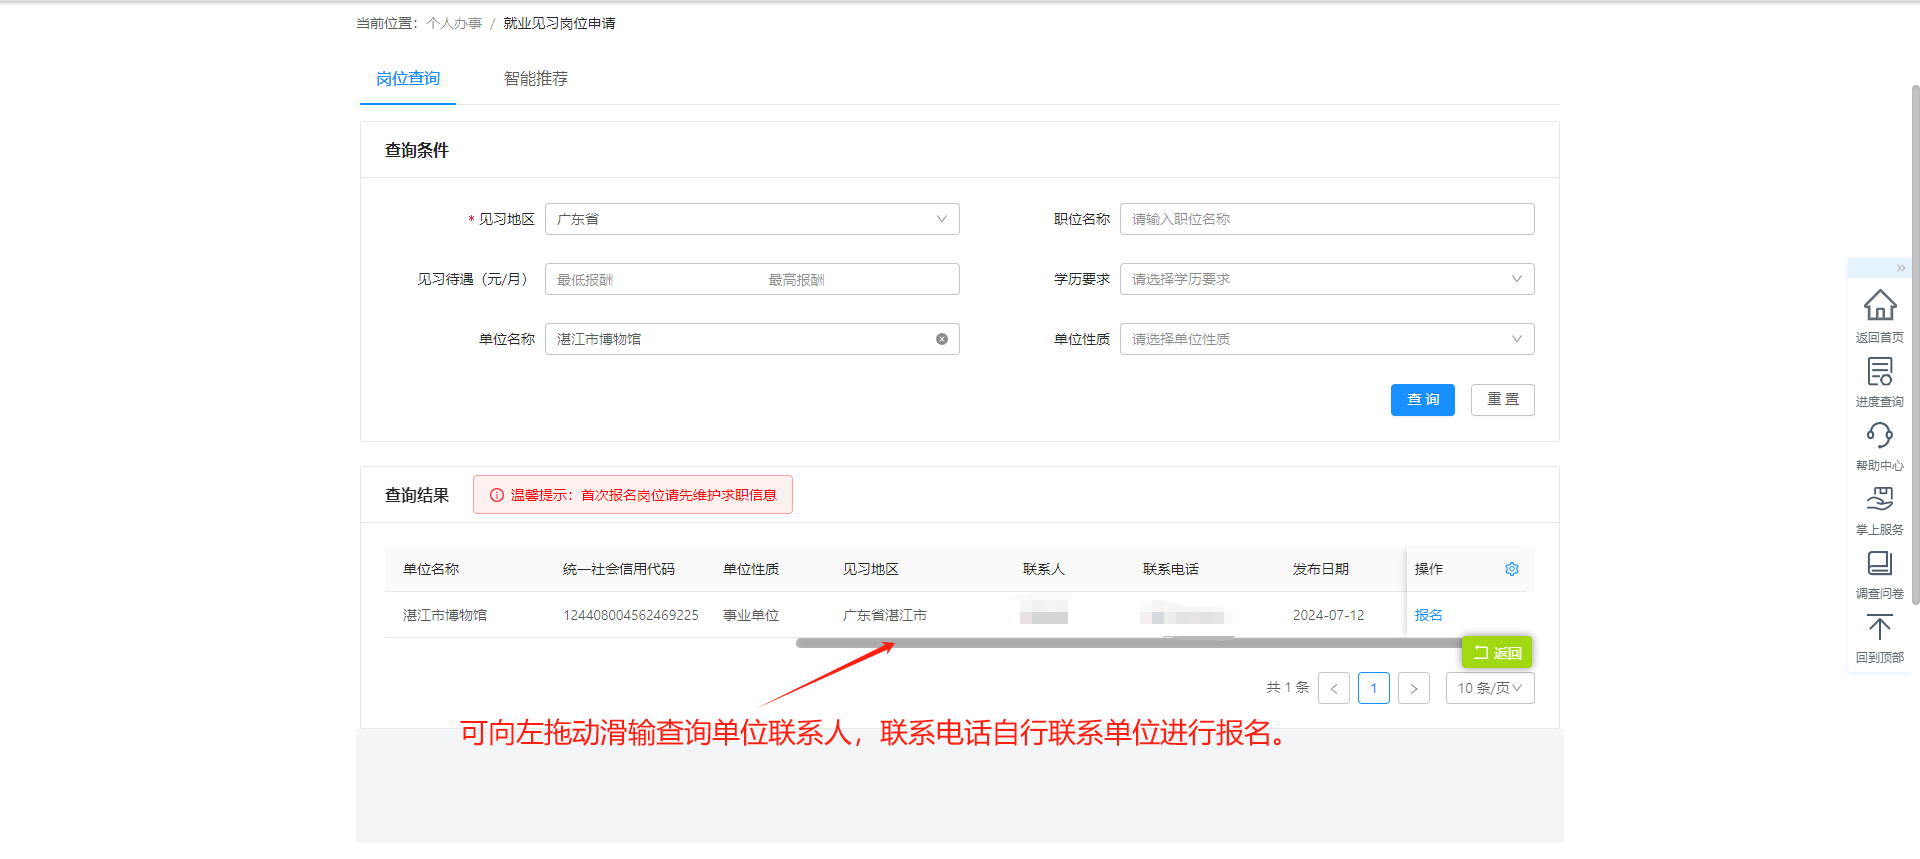 当前位置：个人办事 / 就业见习岗位申请
岗位查询 智能推荐
查询条件
* 见习地区 广东省 职位名称 请输入职位名称
见习待遇（元/月） 最低报酬 最高报酬 学历要求 请选择学历要求
单位名称 湛江市博物馆 单位性质 请选择单位性质
查 询 重 置
查询结果 温馨提示：首次报名岗位请先维护求职信息
单位名称 统一社会信用代码 单位性质 见习地区 联系人 联系电话 发布日期 操作
湛江市博物馆 124408004562469225 事业单位 广东省湛江市 2024-07-12 报名
返回
共 1 条 < 1 > 10 条/页
可向左拖动滑输查询单位联系人，联系电话自行联系单位进行报名。
»
返回首页
进度查询
帮助中心
掌上服务
调查问卷
回到顶部